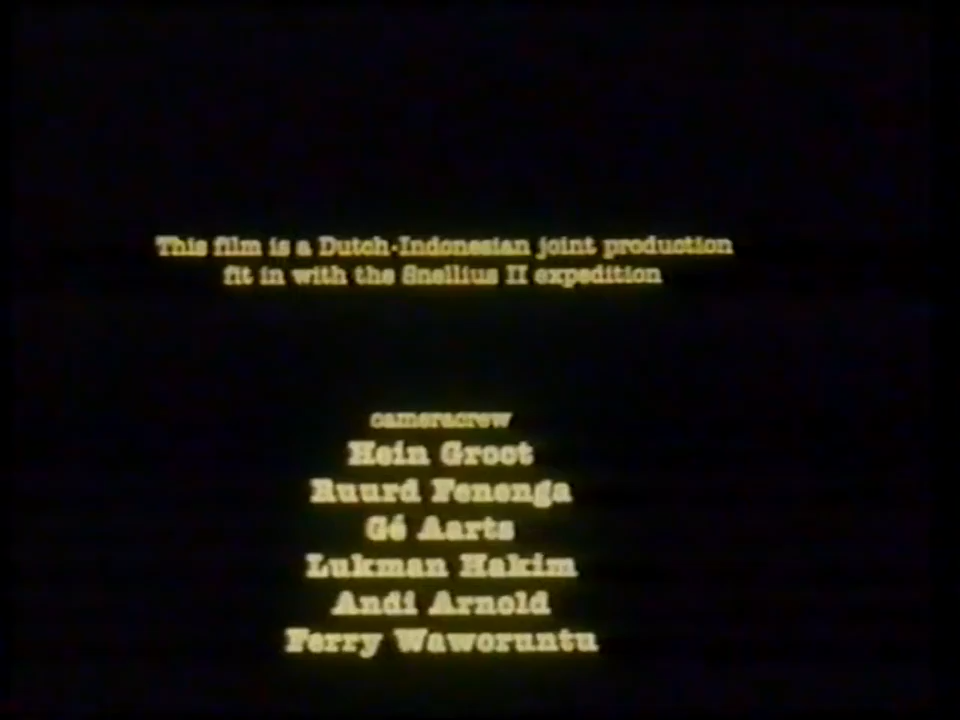 This film is a Dutch-Indonesian joint production
fit in with the Snellius II expedition
cameracrew
Hein Groot
Ruurd Fenenga
Gé Aarts
Lukman Hakim
Andi Arnold
Ferry Waworuntu